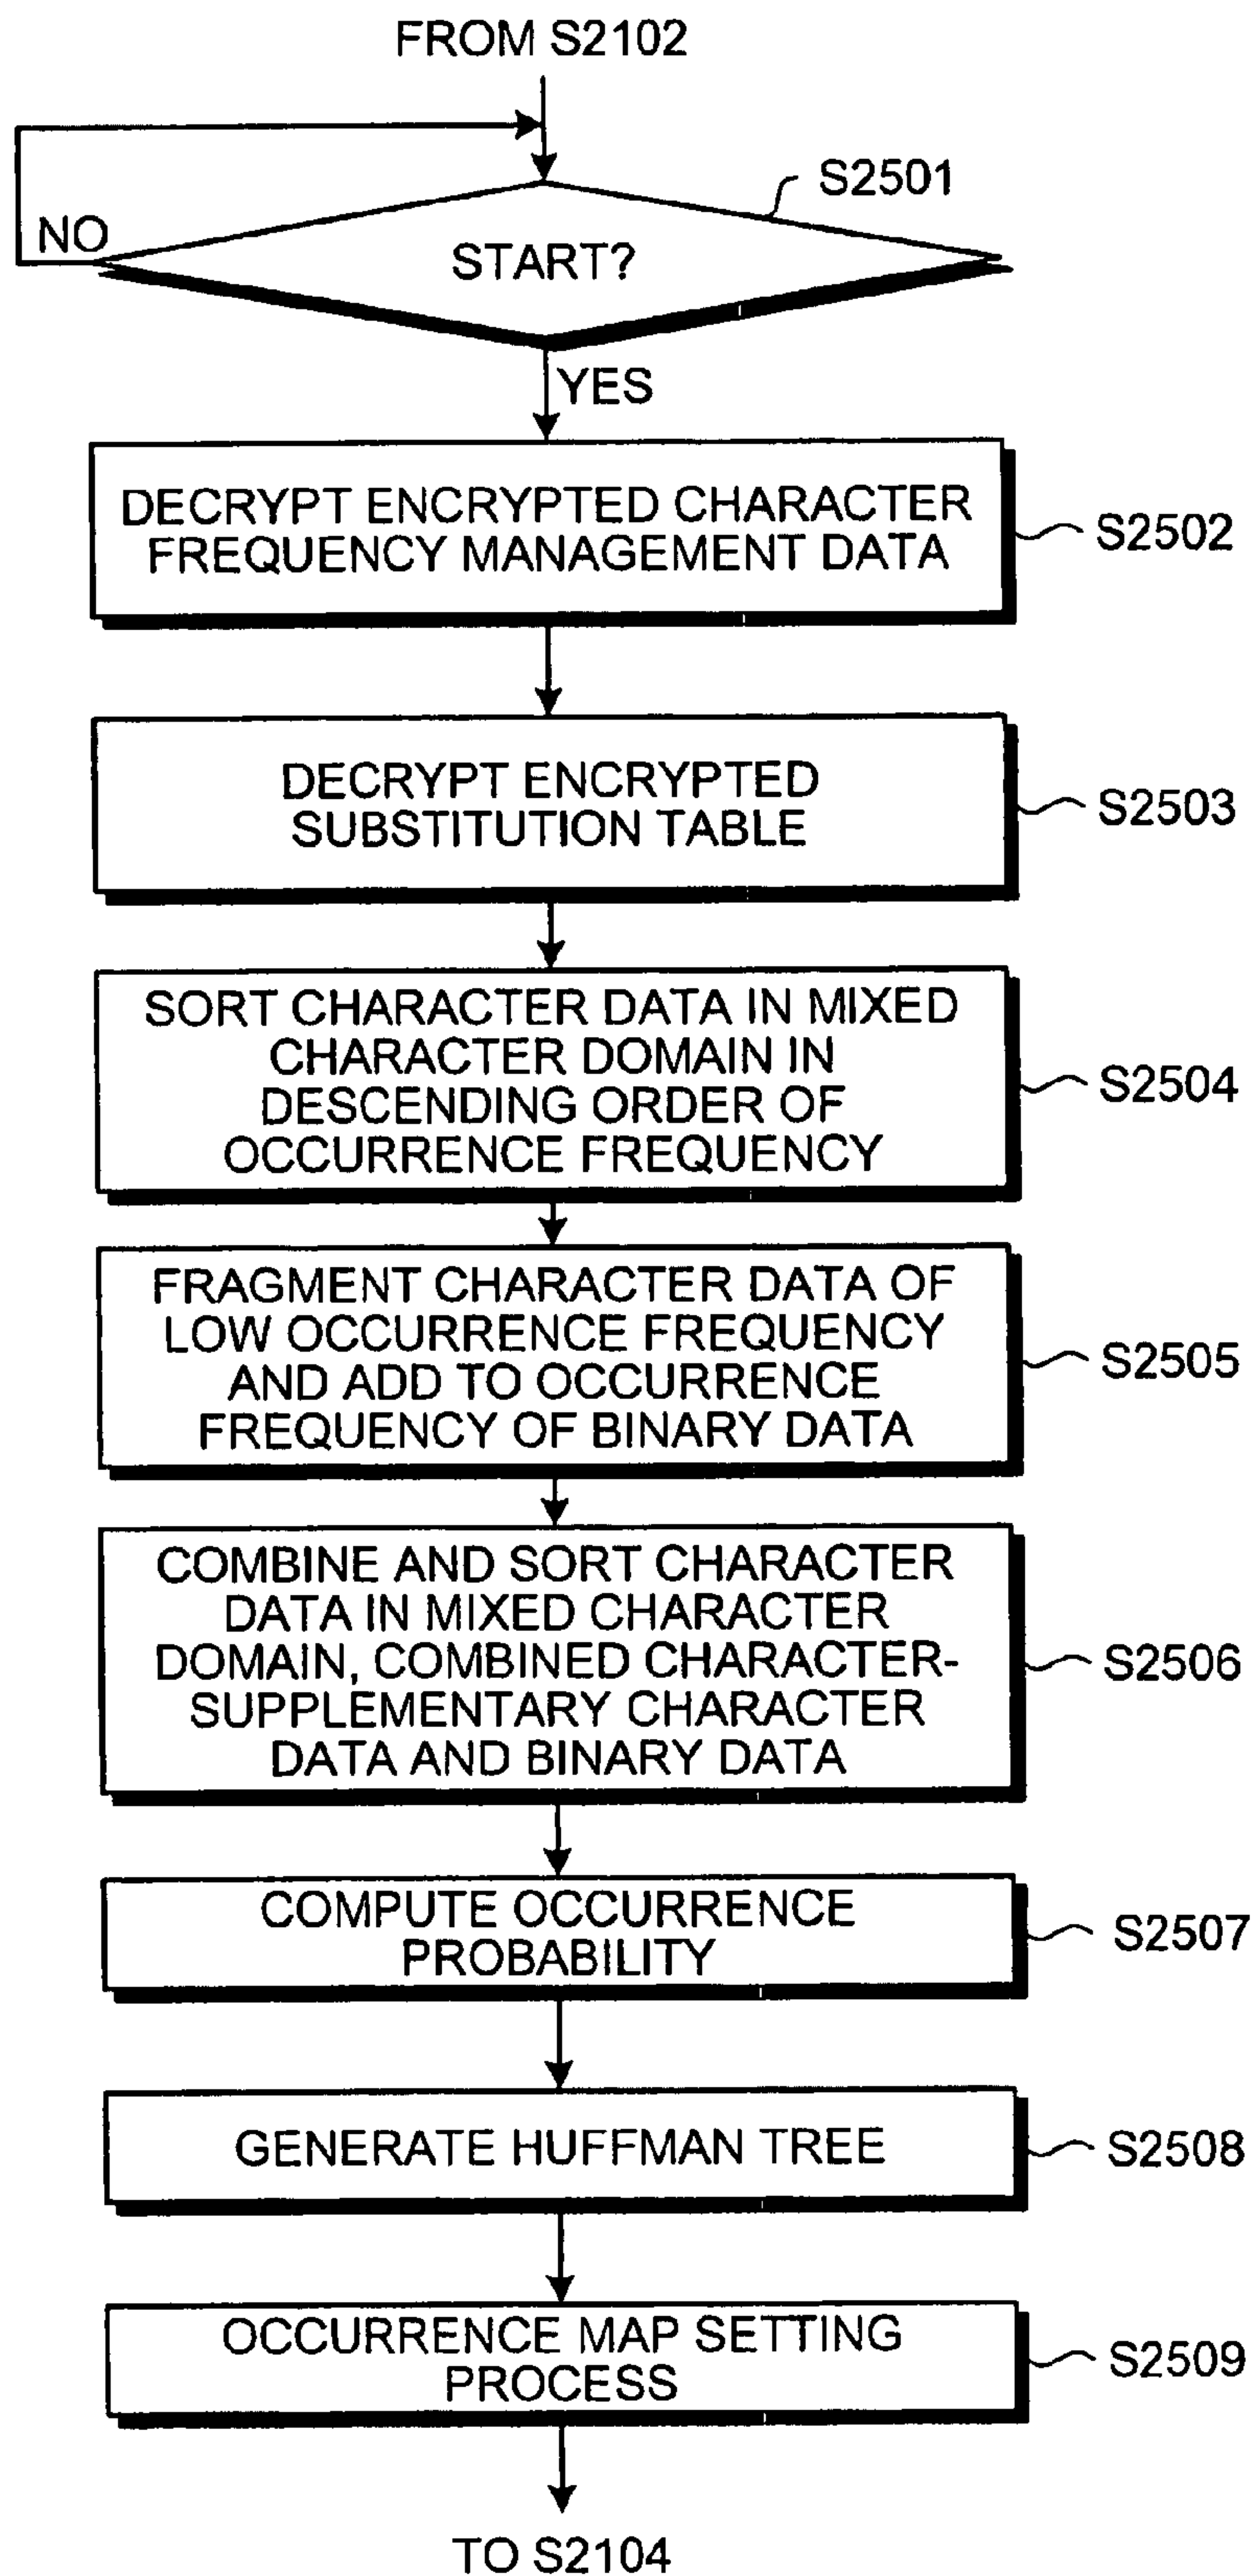 FROM S2102
S2501
NO
START?
YES
DECRYPT ENCRYPTED CHARACTER
FREQUENCY MANAGEMENT DATA
S2502
DECRYPT ENCRYPTED
SUBSTITUTION TABLE
S2503
SORT CHARACTER DATA IN MIXED
CHARACTER DOMAIN IN
DESCENDING ORDER OF
OCCURRENCE FREQUENCY
S2504
FRAGMENT CHARACTER DATA OF
LOW OCCURRENCE FREQUENCY
AND ADD TO OCCURRENCE
FREQUENCY OF BINARY DATA
S2505
COMBINE AND SORT CHARACTER
DATA IN MIXED CHARACTER
DOMAIN, COMBINED CHARACTER-
SUPPLEMENTARY CHARACTER
DATA AND BINARY DATA
S2506
COMPUTE OCCURRENCE
PROBABILITY
S2507
GENERATE HUFFMAN TREE
S2508
OCCURRENCE MAP SETTING
PROCESS
S2509
TO S2104